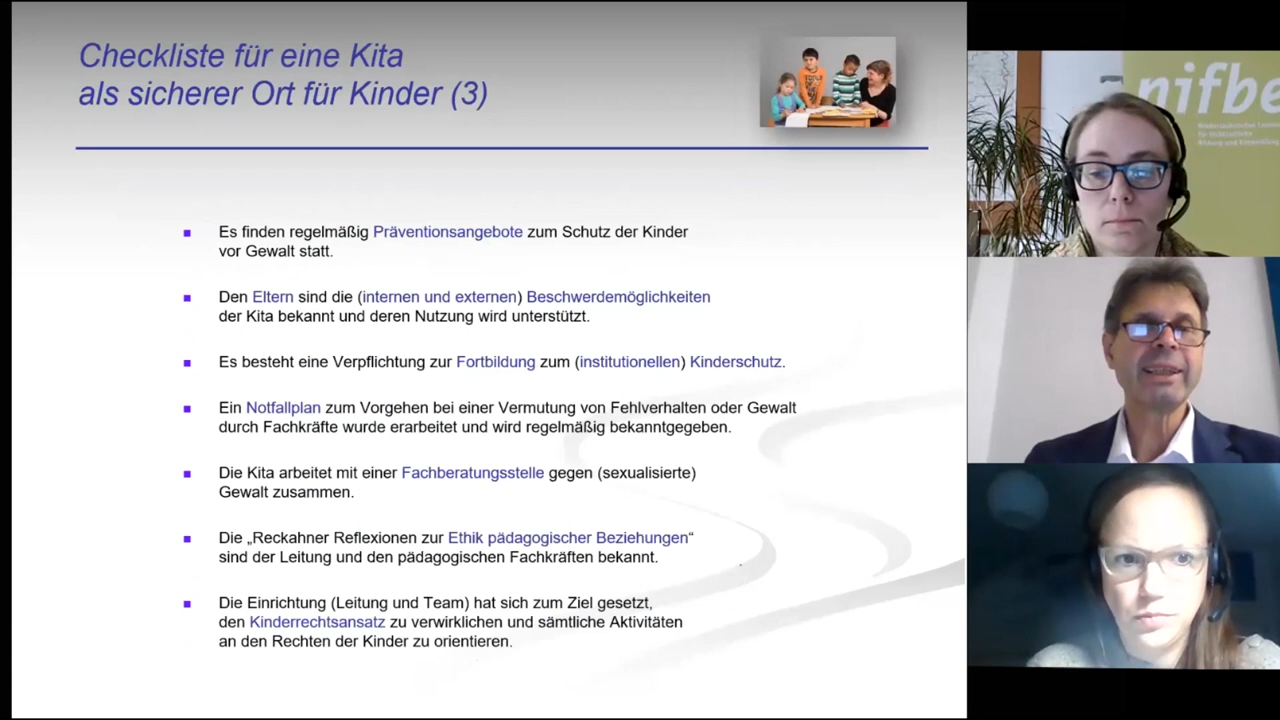 Checkliste für eine Kita
als sicherer Ort für Kinder (3)
Es finden regelmäßig Präventionsangebote zum Schutz der Kinder
vor Gewalt statt.
Den Eltern sind die (internen und externen) Beschwerdemöglichkeiten
der Kita bekannt und deren Nutzung wird unterstützt.
Es besteht eine Verpflichtung zur Fortbildung zum (institutionellen) Kinderschutz.
Ein Notfallplan zum Vorgehen bei einer Vermutung von Fehlverhalten oder Gewalt
durch Fachkräfte wurde erarbeitet und wird regelmäßig bekanntgegeben.
Die Kita arbeitet mit einer Fachberatungsstelle gegen (sexualisierte)
Gewalt zusammen.
Die „Reckahner Reflexionen zur Ethik pädagogischer Beziehungen“
sind der Leitung und den pädagogischen Fachkräften bekannt.
Die Einrichtung (Leitung und Team) hat sich zum Ziel gesetzt,
den Kinderrechtsansatz zu verwirklichen und sämtliche Aktivitäten
an den Rechten der Kinder zu orientieren.
nifbe